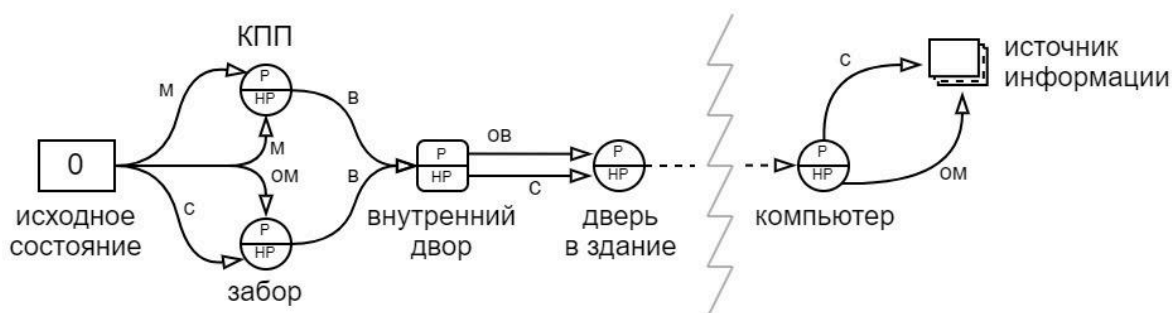 КПП
Р
НР
м
в
м
ом
0
исходное
состояние
с
в
Р
НР
забор
Р
НР
внутренний
двор
ов
с
Р
НР
дверь
в здание
Р
НР
компьютер
с
ом
источник
информации